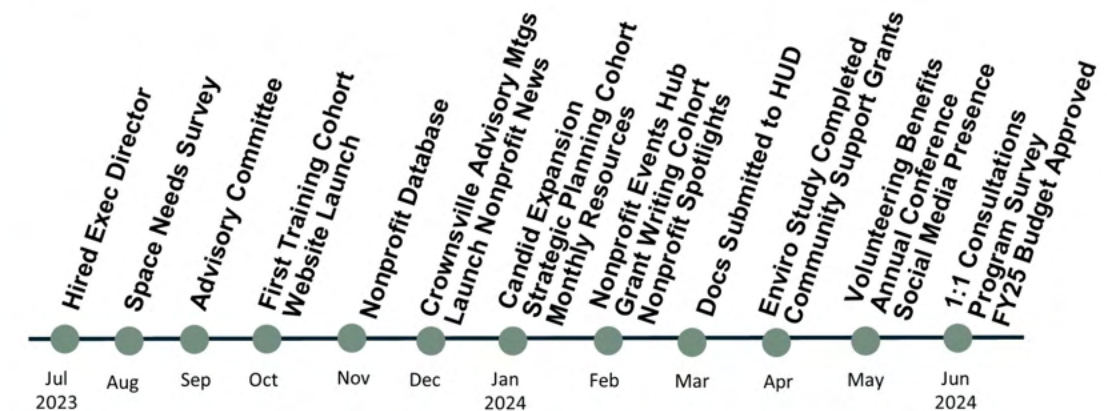 Hired Exec Director
Space Needs Survey
Advisory Committee
First Training Cohort
Website Launch
Nonprofit Database
Crownsville Advisory Mtgs
Launch Nonprofit News
Candid Expansion
Strategic Planning Cohort
Monthly Resources
Nonprofit Events Hub
Grant Writing Cohort
Nonprofit Spotlights
Docs Submitted to HUD
Enviro Study Completed
Community Support Grants
Volunteering Benefits
Annual Conference
Social Media Presence
1:1 Consultations
Program Survey
FY25 Budget Approved
Jul
2023
Aug
Sep
Oct
Nov
Dec
Jan
2024
Feb
Mar
Apr
May
Jun
2024